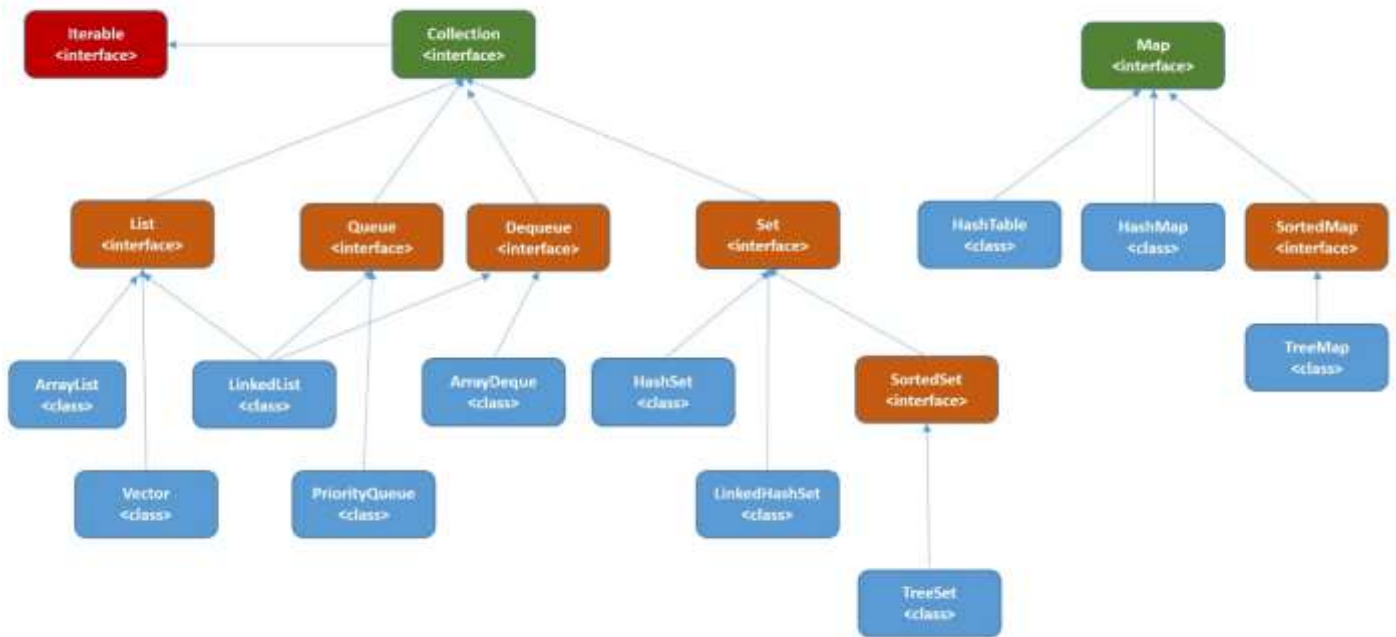 Iterable
<interface>
Collection
<interface>
Map
<interface>
List
<interface>
Queue
<interface>
Dequeue
<interface>
Set
<interface>
HashTable
<class>
HashMap
<class>
SortedMap
<interface>
ArrayList
<class>
LinkedList
<class>
ArrayDeque
<class>
HashSet
<class>
SortedSet
<interface>
TreeMap
<class>
Vector
<class>
PriorityQueue
<class>
LinkedHashSet
<class>
TreeSet
<class>